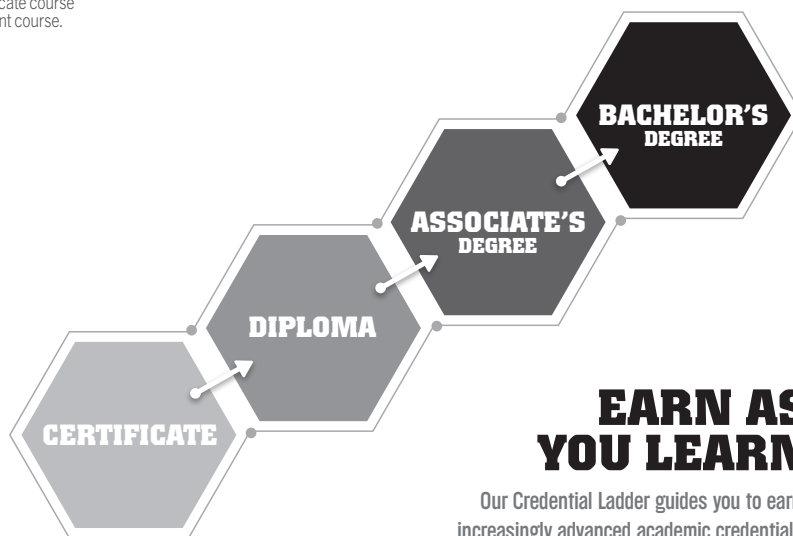 cate course
nt course.
BACHELOR'S
DEGREE
ASSOCIATE'S
DEGREE
DIPLOMA
CERTIFICATE
EARN AS
YOU LEARN
Our Credential Ladder guides you to earn
increasingly advanced academic credential